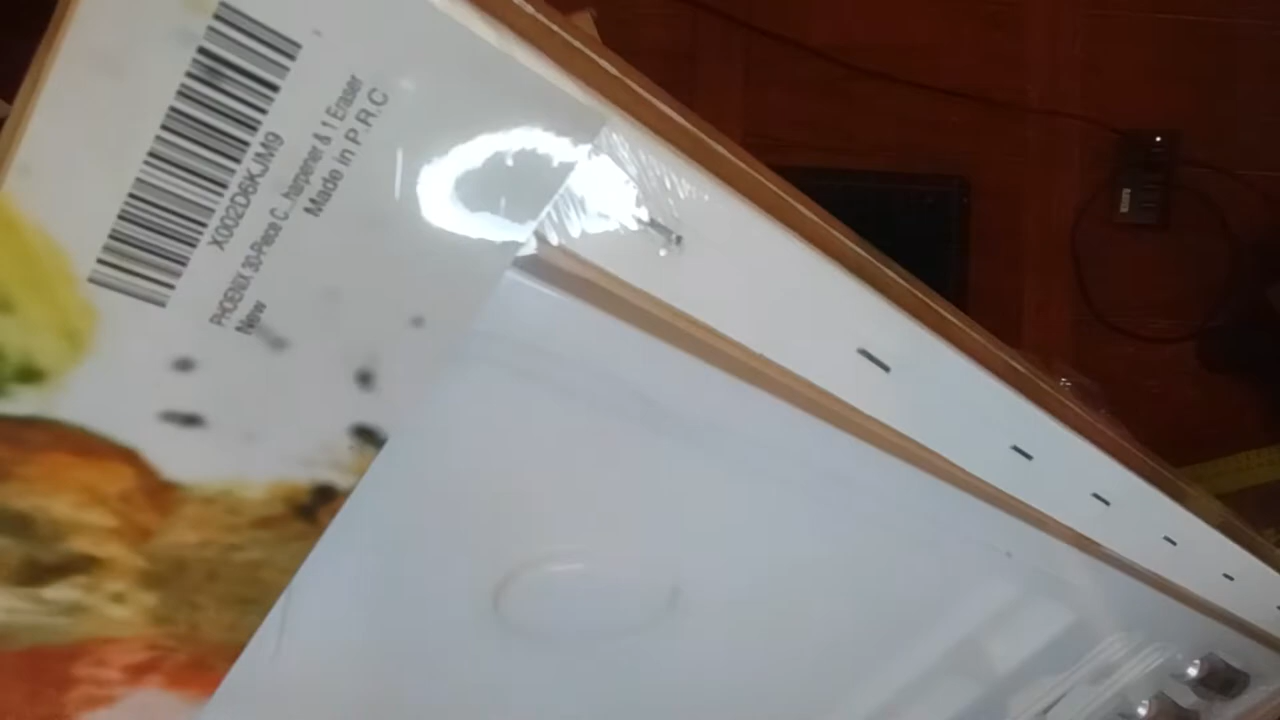 X002D6KJM9
PHOENIX 30-Piece C...harpener & 1 Eraser
New
Made in P.R.C